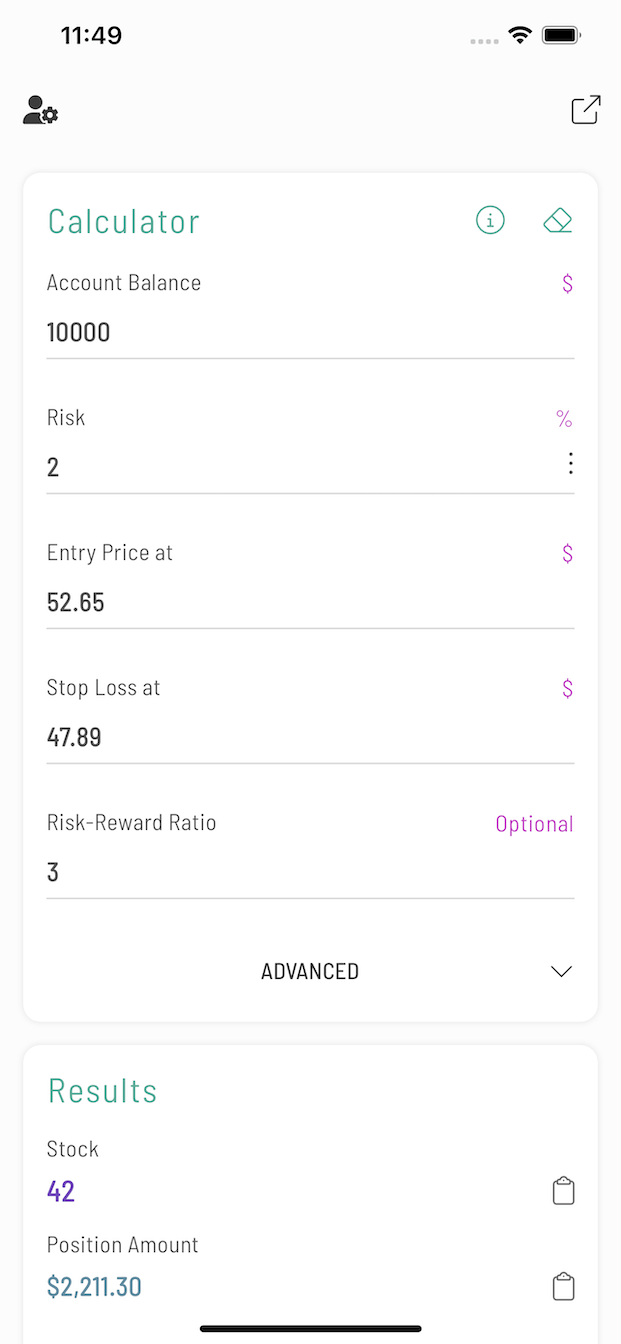 11:49
Calculator
Account Balance $
10000
Risk %
2
Entry Price at $
52.65
Stop Loss at $
47.89
Risk-Reward Ratio Optional
3
ADVANCED
Results
Stock
42
Position Amount
$2,211.30